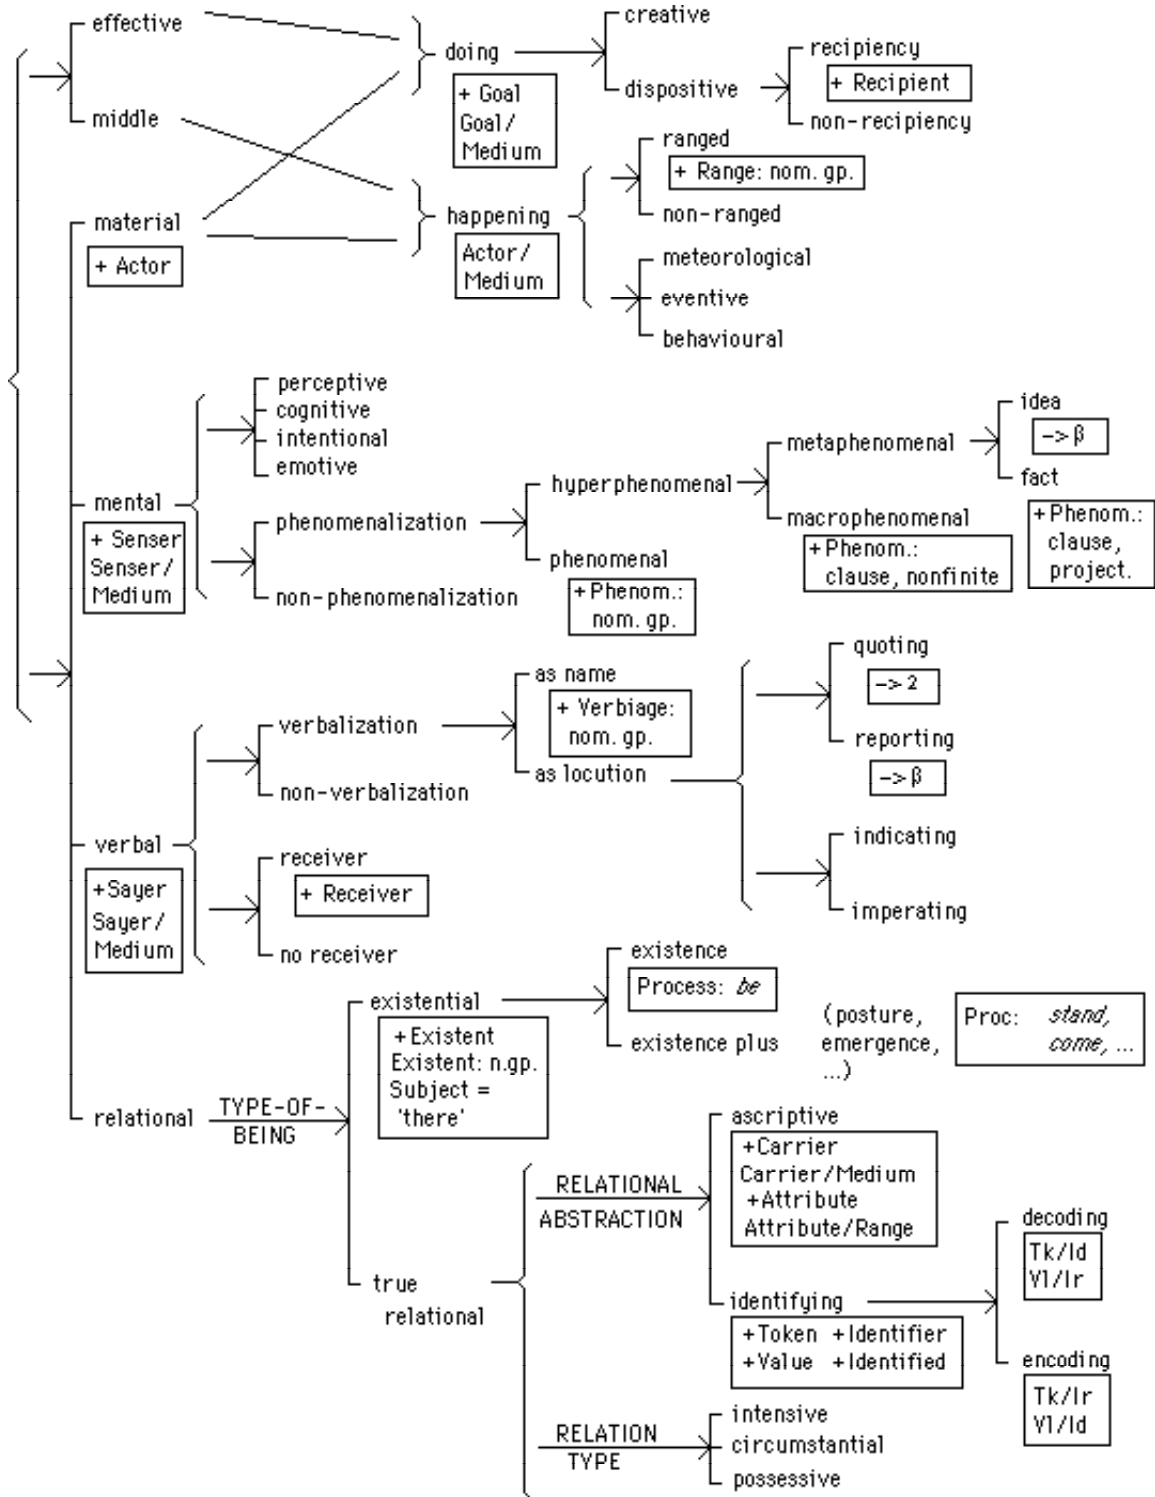 effective
middle
doing
+ Goal
Goal/
Medium
creative
dispositive
recipiency
+ Recipient
non-recipiency
material
+ Actor
happening
Actor/
Medium
ranged
+ Range: nom. gp.
non-ranged
meteorological
eventive
behavioural
mental
+ Senser
Senser/
Medium
perceptive
cognitive
intentional
emotive
phenomenalization
non-phenomenalization
hyperphenomenal
phenomenal
+ Phenom.:
nom. gp.
metaphenomenal
macrophenomenal
+ Phenom.:
clause, nonfinite
idea
-> β
fact
+ Phenom.:
clause,
project.
verbal
+Sayer
Sayer/
Medium
verbalization
non-verbalization
as name
+ Verbiage:
nom. gp.
as locution
quoting
-> 2
reporting
-> β
indicating
imperating
receiver
+ Receiver
no receiver
relational
TYPE-OF-
BEING
existential
+Existent
Existent: n.gp.
Subject =
'there'
existence
Process: be
existence plus
(posture,
emergence,
...)
Proc: stand,
come, ...
true
relational
RELATIONAL
ABSTRACTION
ascriptive
+Carrier
Carrier/Medium
+Attribute
Attribute/Range
identifying
+Token +Identifier
+Value +Identified
decoding
Tk/Id
Vl/Ir
encoding
Tk/Ir
Vl/Id
RELATION
TYPE
intensive
circumstantial
possessive